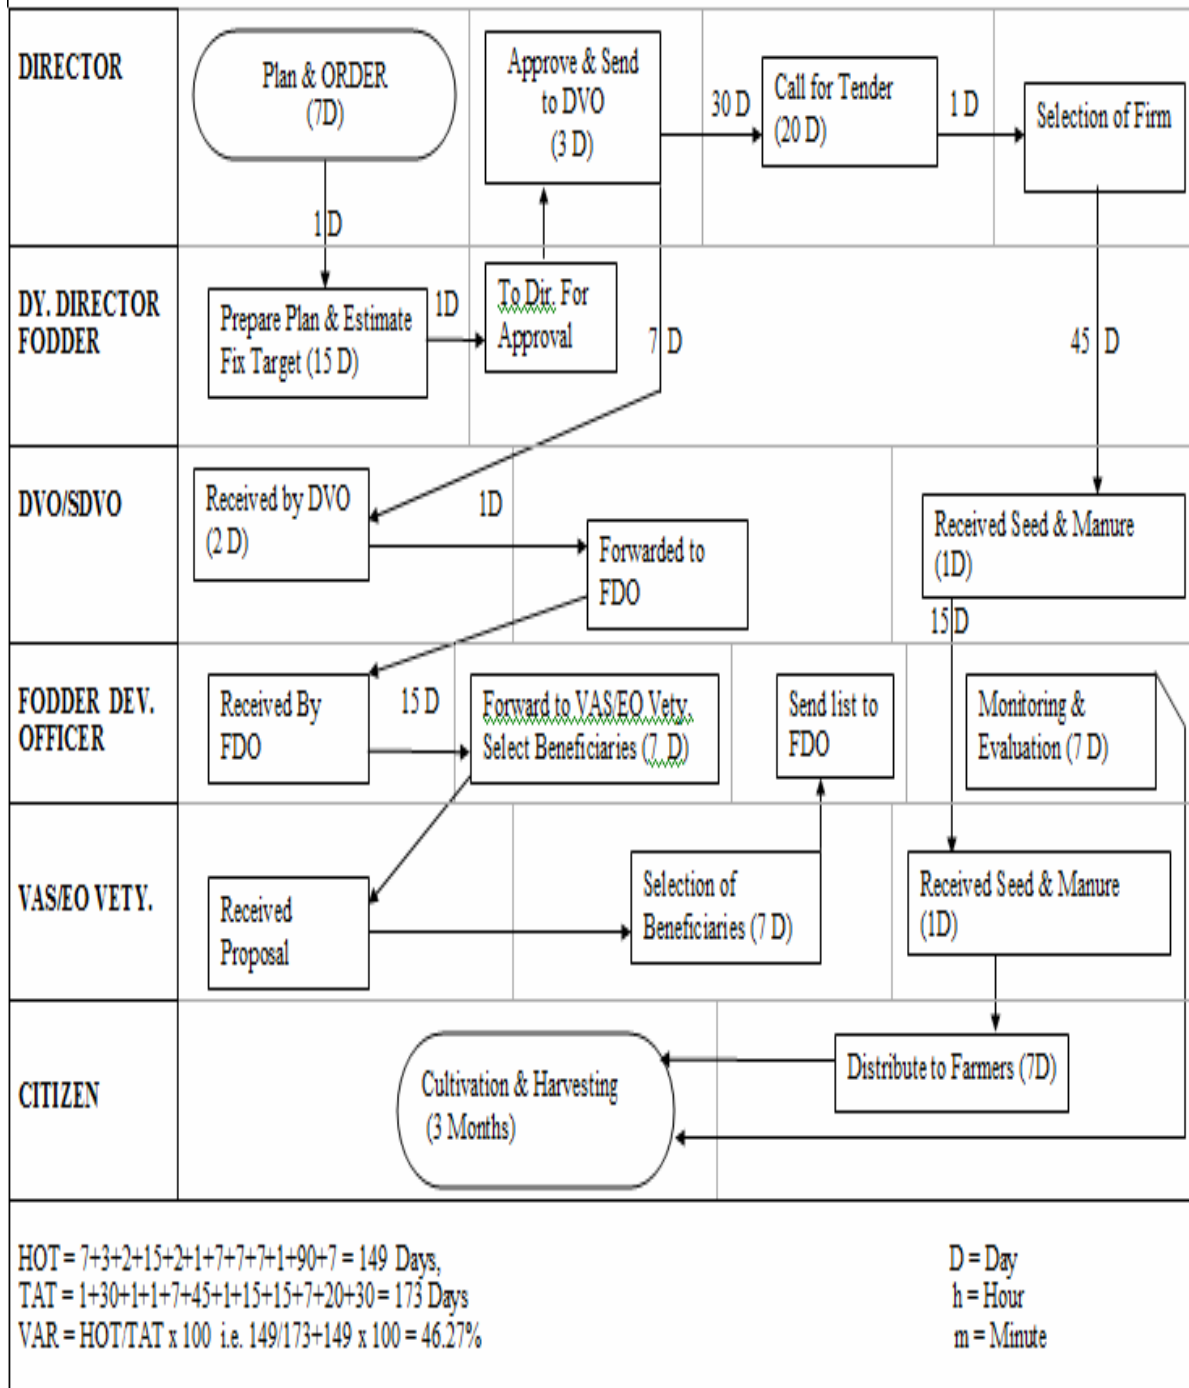 DIRECTOR
Plan & ORDER
(7D)
Approve & Send
to DVO
(3 D)
30 D
Call for Tender
(20 D)
1 D
Selection of Firm
1 D
DY. DIRECTOR
FODDER
Prepare Plan & Estimate
Fix Target (15 D)
1D
To Dir. For
Approval
7 D
45 D
DVO/SDVO
Received by DVO
(2 D)
1D
Forwarded to
FDO
Received Seed & Manure
(1D)
15 D
FODDER DEV.
OFFICER
Received By
FDO
15 D
Forward to VAS/EO Vety.
Select Beneficiaries (7 D)
Send list to
FDO
Monitoring &
Evaluation (7 D)
VAS/EO VETY.
Received
Proposal
Selection of
Beneficiaries (7 D)
Received Seed & Manure
(1D)
CITIZEN
Cultivation & Harvesting
(3 Months)
Distribute to Farmers (7D)
HOT = 7+3+2+15+2+1+7+7+7+1+90+7 = 149 Days,
TAT = 1+30+1+1+7+45+1+15+15+7+20+30 = 173 Days
VAR = HOT/TAT x 100 i.e. 149/173+149 x 100 = 46.27%
D = Day
h = Hour
m = Minute